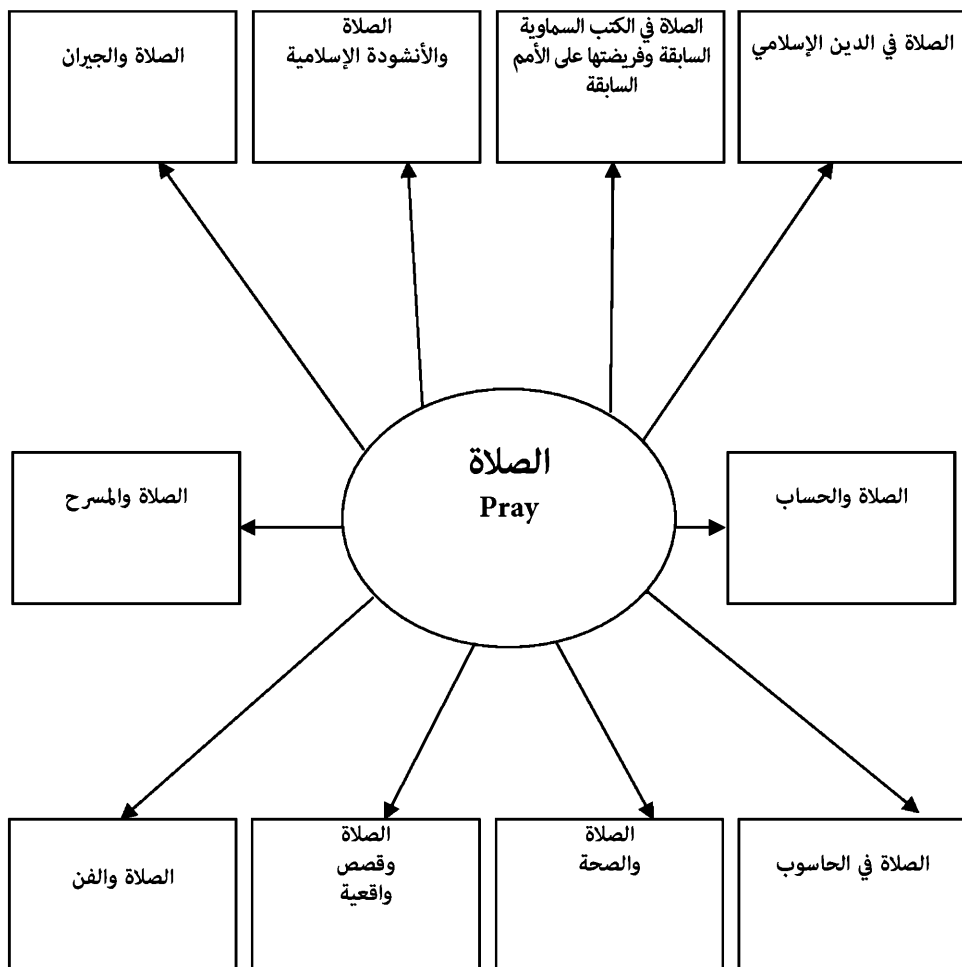 الصلاة في الدين الإسلامي
الصلاة في الكتب السماوية
السابقة وفريضتها على الأمم
السابقة
الصلاة
والأنشودة الإسلامية
الصلاة والجيران
الصلاة
Pray
الصلاة والحساب
الصلاة والمسرح
الصلاة في الحاسوب
الصلاة
والصحة
الصلاة
وقصص
واقعية
الصلاة والفن